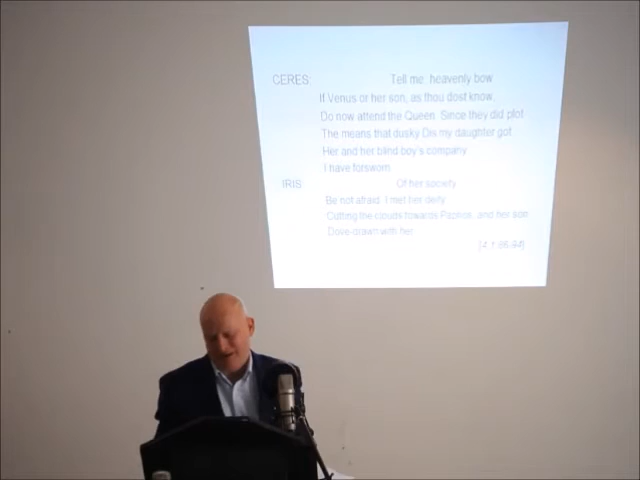 CERES: Tell me, heavenly bow
If Venus or her son, as thou dost know,
Do now attend the Queen. Since they did plot
The means that dusky Dis my daughter got,
Her and her blind boy's company
I have forsworn.
IRIS: Of her society
Be not afraid. I met her deity
Cutting the clouds towards Paphos, and her son
Dove-drawn with her.